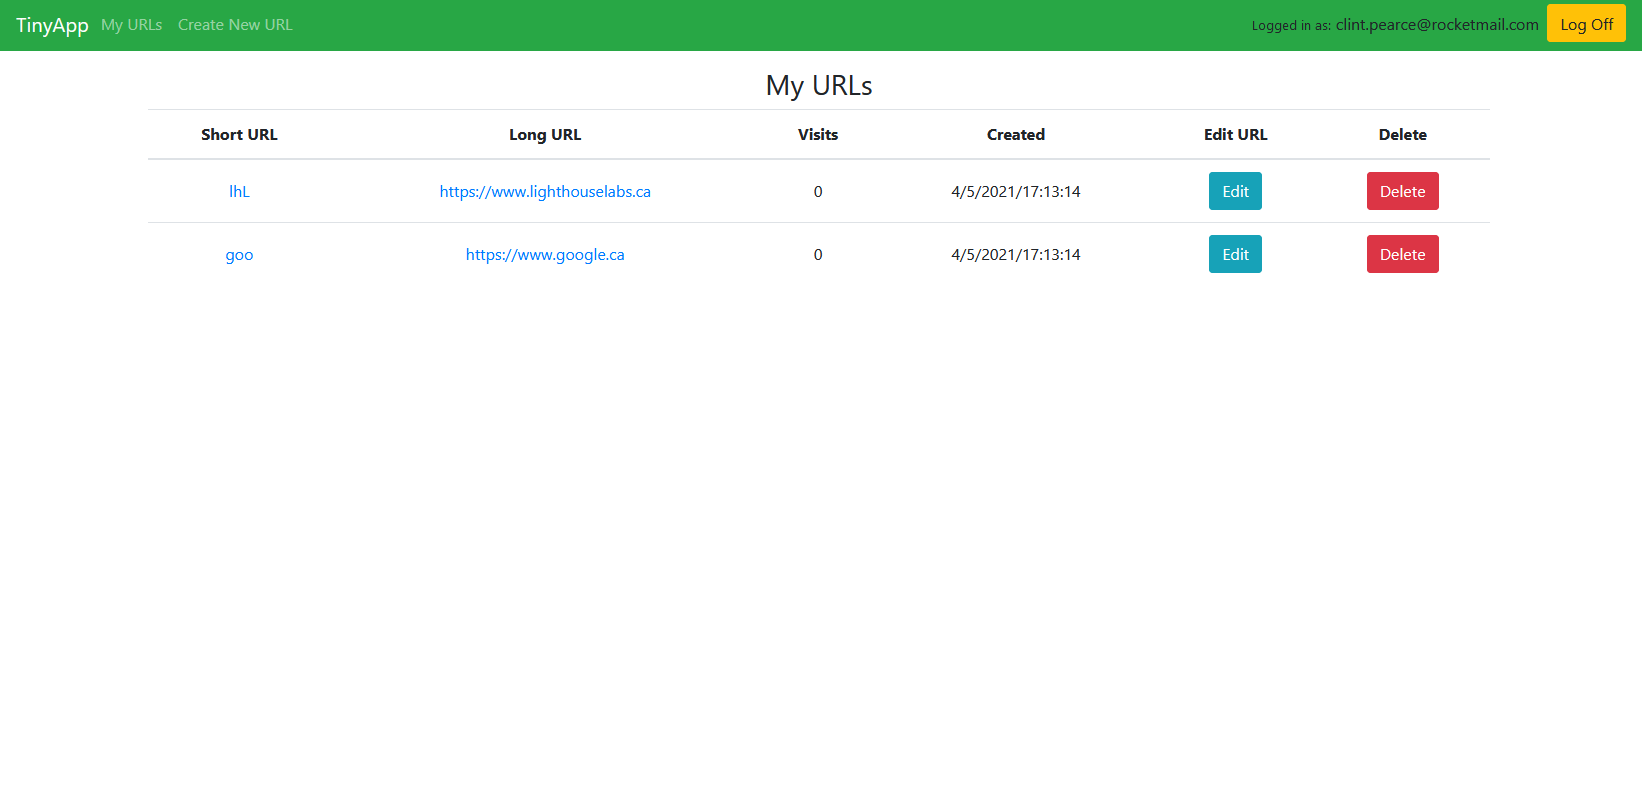 TinyApp My URLs Create New URL Logged in as: clint.pearce@rocketmail.com Log Off
My URLs
Short URL Long URL Visits Created Edit URL Delete
lhL https://www.lighthouselabs.ca 0 4/5/2021/17:13:14 Edit Delete
goo https://www.google.ca 0 4/5/2021/17:13:14 Edit Delete